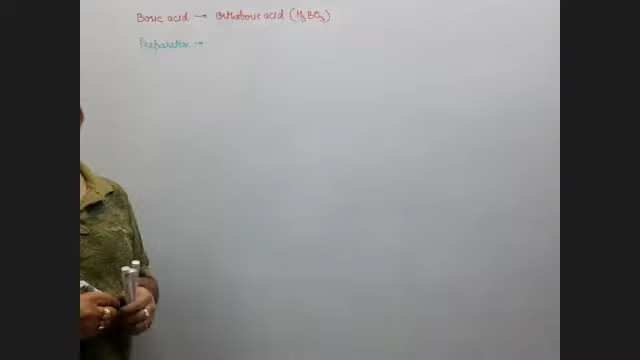 Boric acid → Orthoboric acid (H₃BO₃)
Preparation →